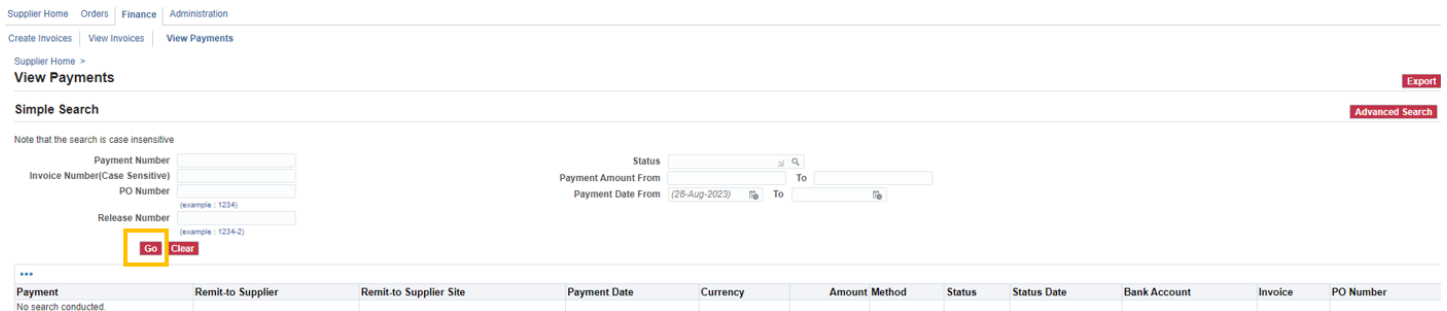 Supplier Home Orders Finance Administration
Create Invoices View Invoices View Payments
Supplier Home >
View Payments
Export
Simple Search
Advanced Search
Note that the search is case insensitive
Payment Number
Status
Invoice Number(Case Sensitive)
Payment Amount From To
PO Number
Payment Date From (28-Aug-2023) To
(example : 1234)
Release Number
(example : 1234-2)
Go Clear
Payment Remit-to Supplier Remit-to Supplier Site Payment Date Currency Amount Method Status Status Date Bank Account Invoice PO Number
No search conducted.